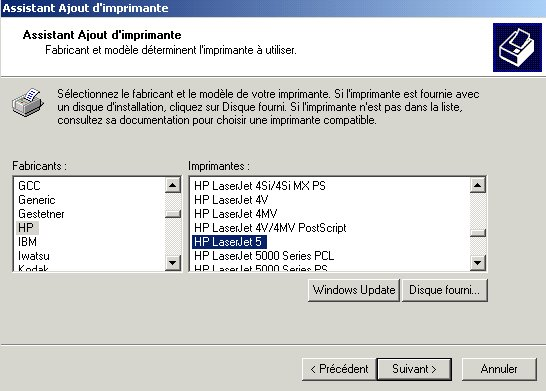 Assistant Ajout d'imprimante
Assistant Ajout d'imprimante
Fabricant et modèle déterminent l'imprimante à utiliser.
Sélectionnez le fabricant et le modèle de votre imprimante. Si l'imprimante est fournie avec
un disque d'installation, cliquez sur Disque fourni. Si l'imprimante n'est pas dans la liste,
consultez sa documentation pour choisir une imprimante compatible.
Fabricants :
GCC
Generic
Gestetner
HP
IBM
Iwatsu
Kodak
Imprimantes :
HP LaserJet 4Si/4Si MX PS
HP LaserJet 4V
HP LaserJet 4MV
HP LaserJet 4V/4MV PostScript
HP LaserJet 5
HP LaserJet 5000 Series PCL
HP LaserJet 5000 Series PS
Windows Update
Disque fourni...
< Précédent
Suivant >
Annuler